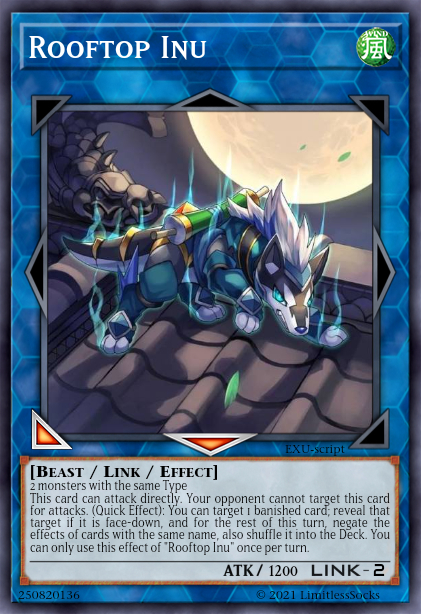 Rooftop Inu
WIND
風
EXU-script
[Beast / Link / Effect]
2 monsters with the same Type
This card can attack directly. Your opponent cannot target this card
for attacks. (Quick Effect): You can target 1 banished card; reveal that
target if it is face-down, and for the rest of this turn, negate the
effects of cards with the same name, also shuffle it into the Deck. You
can only use this effect of "Rooftop Inu" once per turn.
ATK / 1200 LINK-2
250820136 © 2021 LimitlessSocks